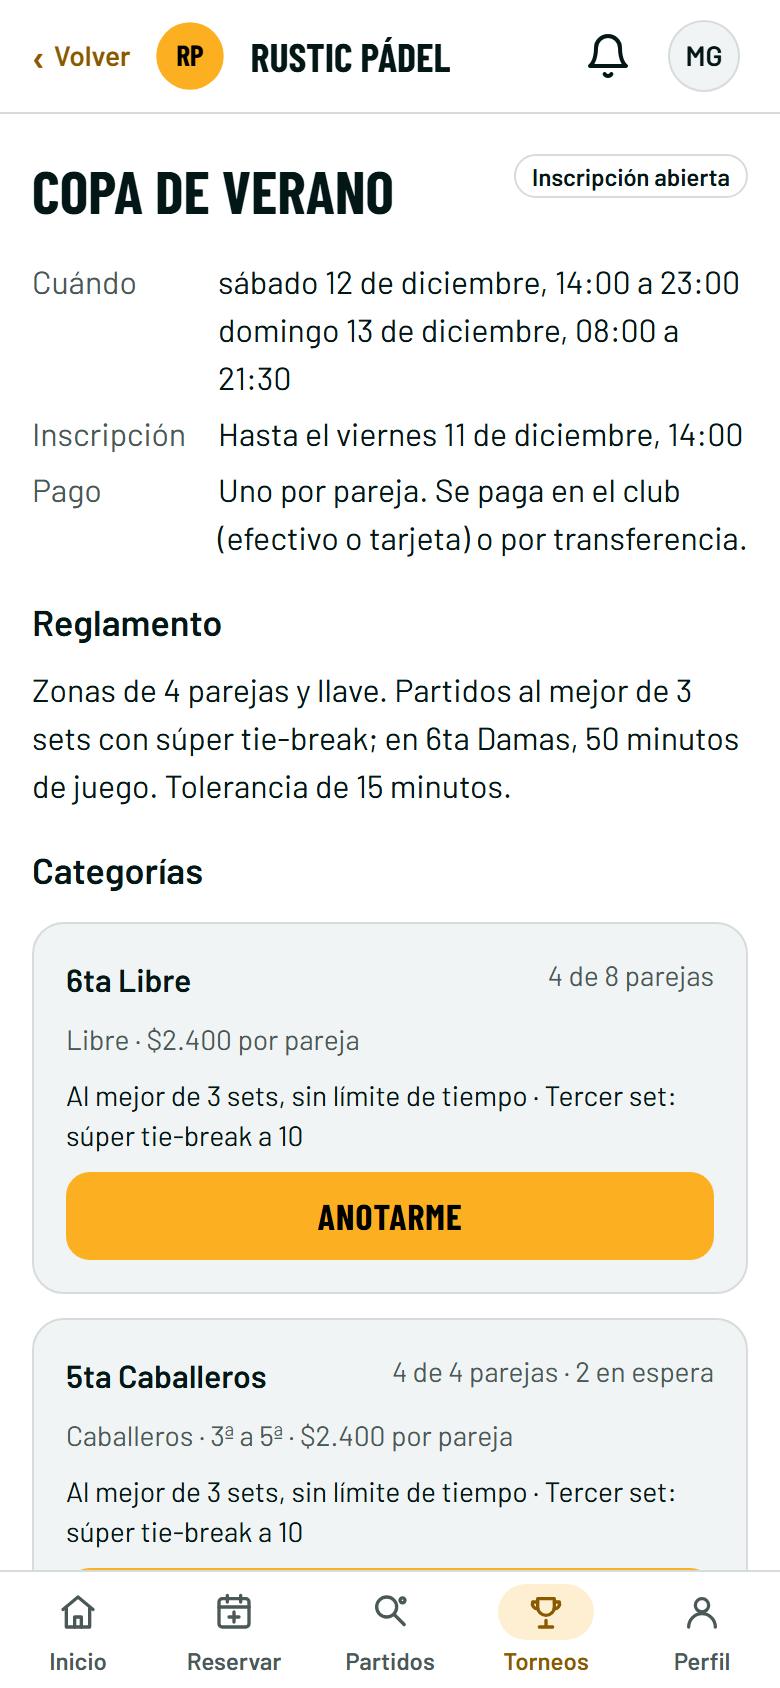 ‹ Volver
RP
RUSTIC PÁDEL
MG
COPA DE VERANO
Inscripción abierta
Cuándo
sábado 12 de diciembre, 14:00 a 23:00
domingo 13 de diciembre, 08:00 a
21:30
Inscripción
Hasta el viernes 11 de diciembre, 14:00
Pago
Uno por pareja. Se paga en el club
(efectivo o tarjeta) o por transferencia.
Reglamento
Zonas de 4 parejas y llave. Partidos al mejor de 3
sets con súper tie-break; en 6ta Damas, 50 minutos
de juego. Tolerancia de 15 minutos.
Categorías
6ta Libre
4 de 8 parejas
Libre · $2.400 por pareja
Al mejor de 3 sets, sin límite de tiempo · Tercer set:
súper tie-break a 10
ANOTARME
5ta Caballeros
4 de 4 parejas · 2 en espera
Caballeros · 3ª a 5ª · $2.400 por pareja
Al mejor de 3 sets, sin límite de tiempo · Tercer set:
súper tie-break a 10
Inicio
Reservar
Partidos
Torneos
Perfil